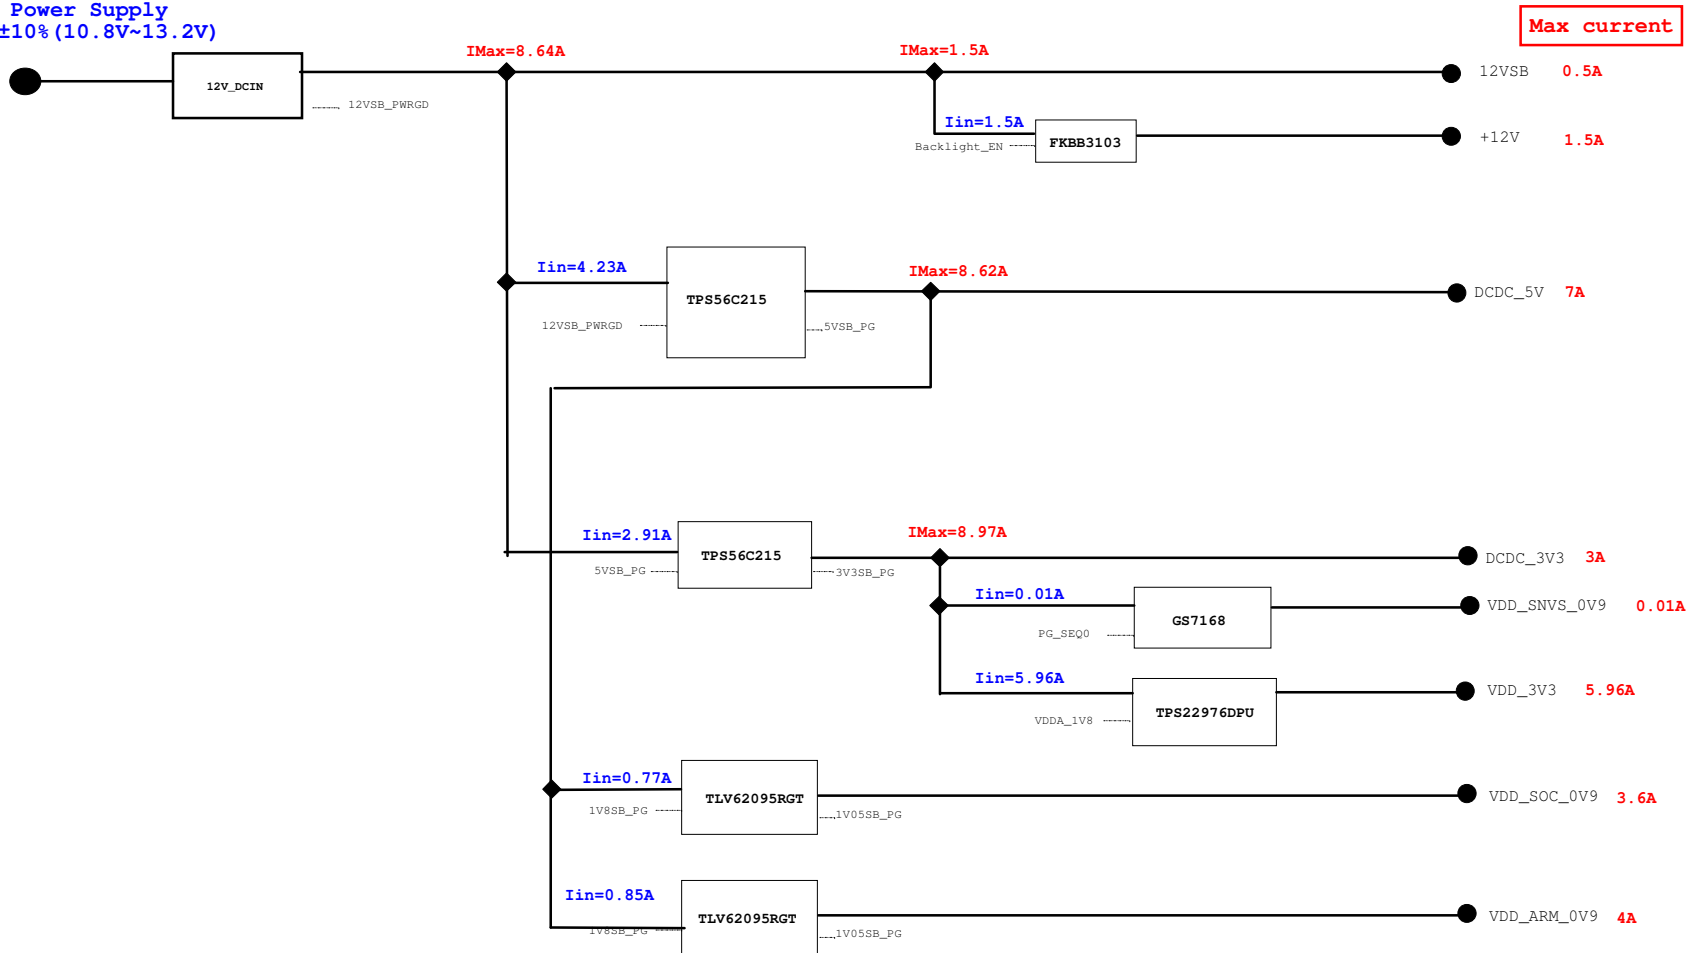 Power Supply
±10%(10.8V~13.2V)
Max current
IMax=8.64A
IMax=1.5A
12V_DCIN
12VSB_PWRGD
12VSB 0.5A
Iin=1.5A
FKBB3103
Backlight_EN
+12V 1.5A
Iin=4.23A
TPS56C215
IMax=8.62A
DCDC_5V 7A
12VSB_PWRGD
5VSB_PG
Iin=2.91A
TPS56C215
IMax=8.97A
DCDC_3V3 3A
5VSB_PG
3V3SB_PG
Iin=0.01A
GS7168
VDD_SNVS_0V9 0.01A
PG_SEQ0
Iin=5.96A
TPS22976DPU
VDD_3V3 5.96A
VDDA_1V8
Iin=0.77A
TLV62095RGT
VDD_SOC_0V9 3.6A
1V8SB_PG
1V05SB_PG
Iin=0.85A
TLV62095RGT
VDD_ARM_0V9 4A
1V8SB_PG
1V05SB_PG